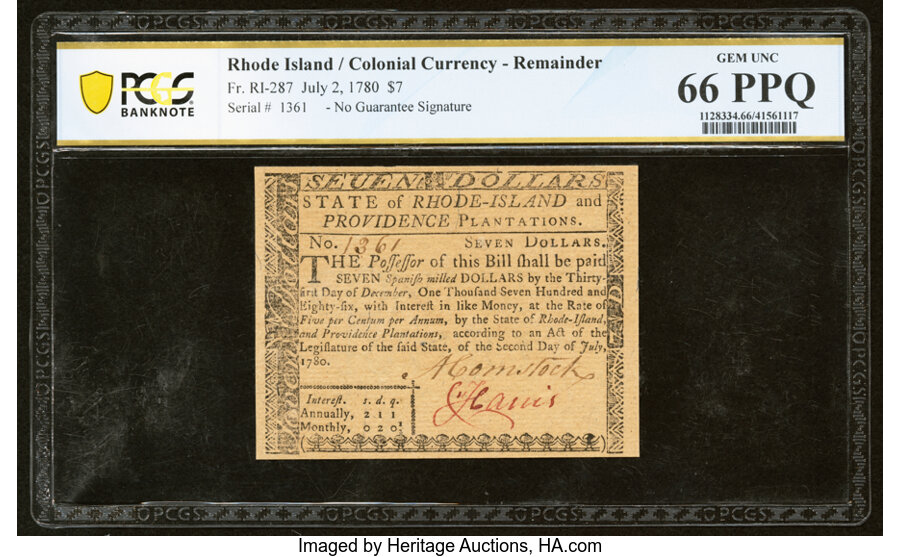 PCGS
BANKNOTE
Rhode Island / Colonial Currency - Remainder
Fr. RI-287 July 2, 1780 $7
Serial # 1361 - No Guarantee Signature
GEM UNC
66 PPQ
1128334.66/41561117
SEVEN DOLLARS
STATE of RHODE-ISLAND and
PROVIDENCE PLANTATIONS.
No. 1361 SEVEN DOLLARS.
THE Poſſeſſor of this Bill ſhall be paid
SEVEN Spaniſh milled DOLLARS by the Thirty-
firſt Day of December, One Thouſand Seven Hundred and
Eighty-ſix, with Intereſt in like Money, at the Rate of
Five per Centum per Annum, by the State of Rhode-Iſland,
and Providence Plantations, according to an Act of the
Legiſlature of the ſaid State, of the Second Day of July,
1780.
AComstock
Intereſt. s. d. q.
Annually, 2 1 1
Monthly, 0 2 0
CHarris
Imaged by Heritage Auctions, HA.com